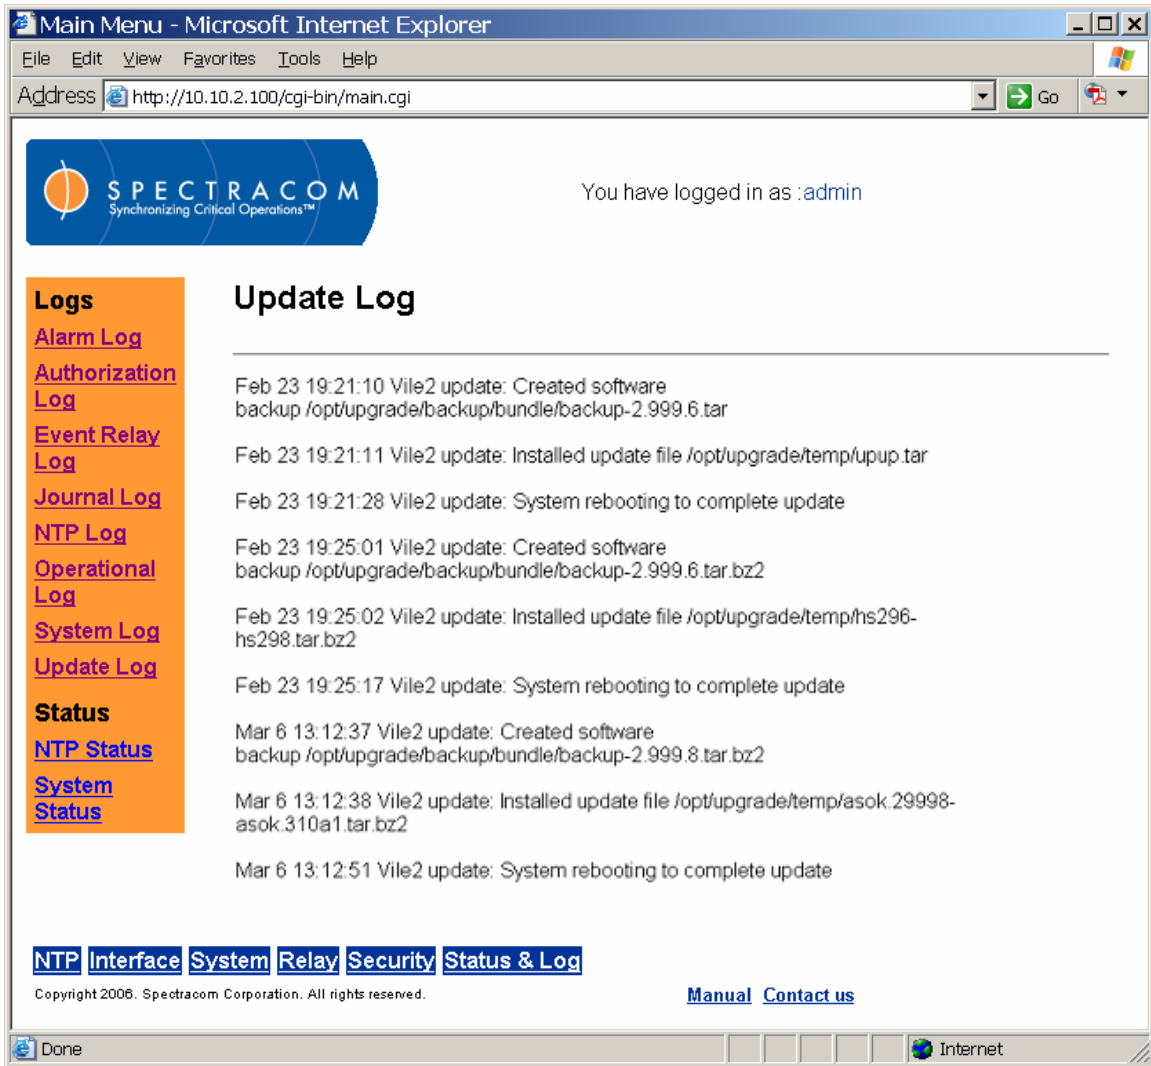 Main Menu - Microsoft Internet Explorer
File Edit View Favorites Tools Help
Address http://10.10.2.100/cgi-bin/main.cgi Go
SPECTRACOM
Synchronizing Critical Operations™
You have logged in as :admin
Logs
Alarm Log
Authorization
Log
Event Relay
Log
Journal Log
NTP Log
Operational
Log
System Log
Update Log
Status
NTP Status
System
Status
Update Log
Feb 23 19:21:10 Vile2 update: Created software
backup /opt/upgrade/backup/bundle/backup-2.999.6.tar
Feb 23 19:21:11 Vile2 update: Installed update file /opt/upgrade/temp/upup.tar
Feb 23 19:21:28 Vile2 update: System rebooting to complete update
Feb 23 19:25:01 Vile2 update: Created software
backup /opt/upgrade/backup/bundle/backup-2.999.6.tar.bz2
Feb 23 19:25:02 Vile2 update: Installed update file /opt/upgrade/temp/hs296-
hs298.tar.bz2
Feb 23 19:25:17 Vile2 update: System rebooting to complete update
Mar 6 13:12:37 Vile2 update: Created software
backup /opt/upgrade/backup/bundle/backup-2.999.8.tar.bz2
Mar 6 13:12:38 Vile2 update: Installed update file /opt/upgrade/temp/asok.29998-
asok.310a1.tar.bz2
Mar 6 13:12:51 Vile2 update: System rebooting to complete update
NTP Interface System Relay Security Status & Log
Copyright 2006. Spectracom Corporation. All rights reserved.
Manual Contact us
Done Internet